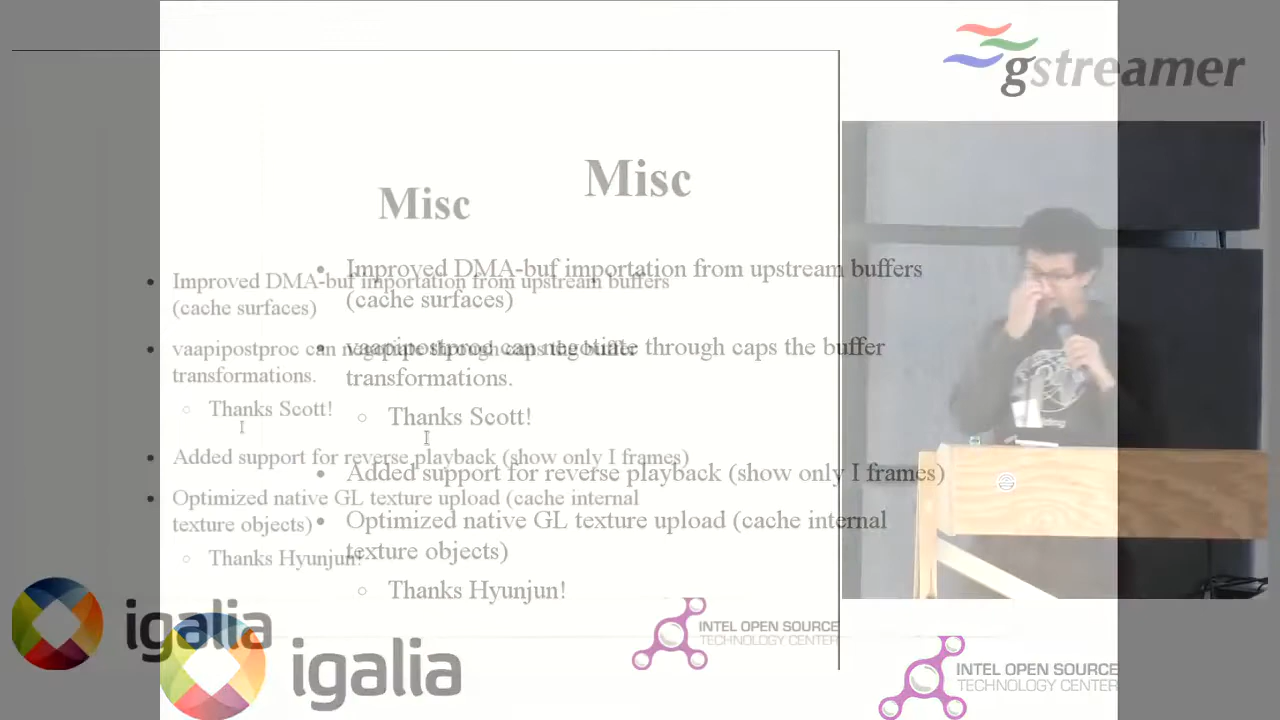 gstreamer
Misc
Improved DMA-buf importation from upstream buffers
(cache surfaces)
vaapipostproc can negotiate through caps the buffer
transformations.
Thanks Scott!
Added support for reverse playback (show only I frames)
Optimized native GL texture upload (cache internal
texture objects)
Thanks Hyunjun!
igalia
INTEL OPEN SOURCE
TECHNOLOGY CENTER
Misc
Improved DMA-buf importation from upstream buffers
(cache surfaces)
vaapipostproc can negotiate through caps the buffer
transformations.
Thanks Scott!
Added support for reverse playback (show only I frames)
Optimized native GL texture upload (cache internal
texture objects)
Thanks Hyunjun!
igalia
INTEL OPEN SOURCE
TECHNOLOGY CENTER